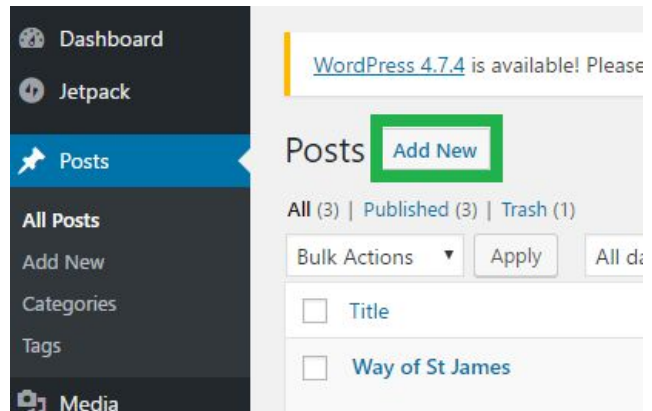 Dashboard
Jetpack
Posts
All Posts
Add New
Categories
Tags
Media
WordPress 4.7.4 is available! Please
Posts Add New
All (3) | Published (3) | Trash (1)
Bulk Actions Apply All da
Title
Way of St James